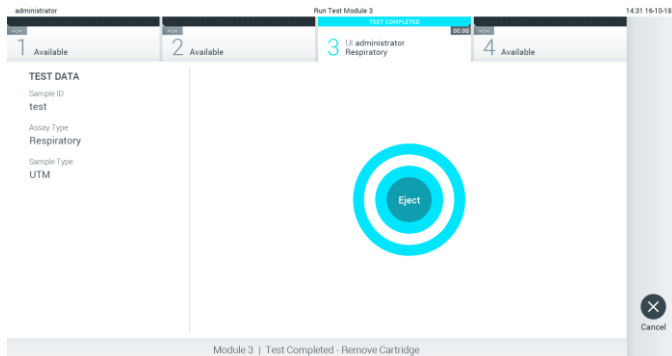 administrator
Run Test Module 3
14:31 16-10-18
TEST COMPLETED
--:--
1 Available
--:--
2 Available
00:00
3 UI administrator
Respiratory
--:--
4 Available
TEST DATA
Sample ID
test
Assay Type
Respiratory
Sample Type
UTM
Eject
Cancel
Module 3 | Test Completed - Remove Cartridge